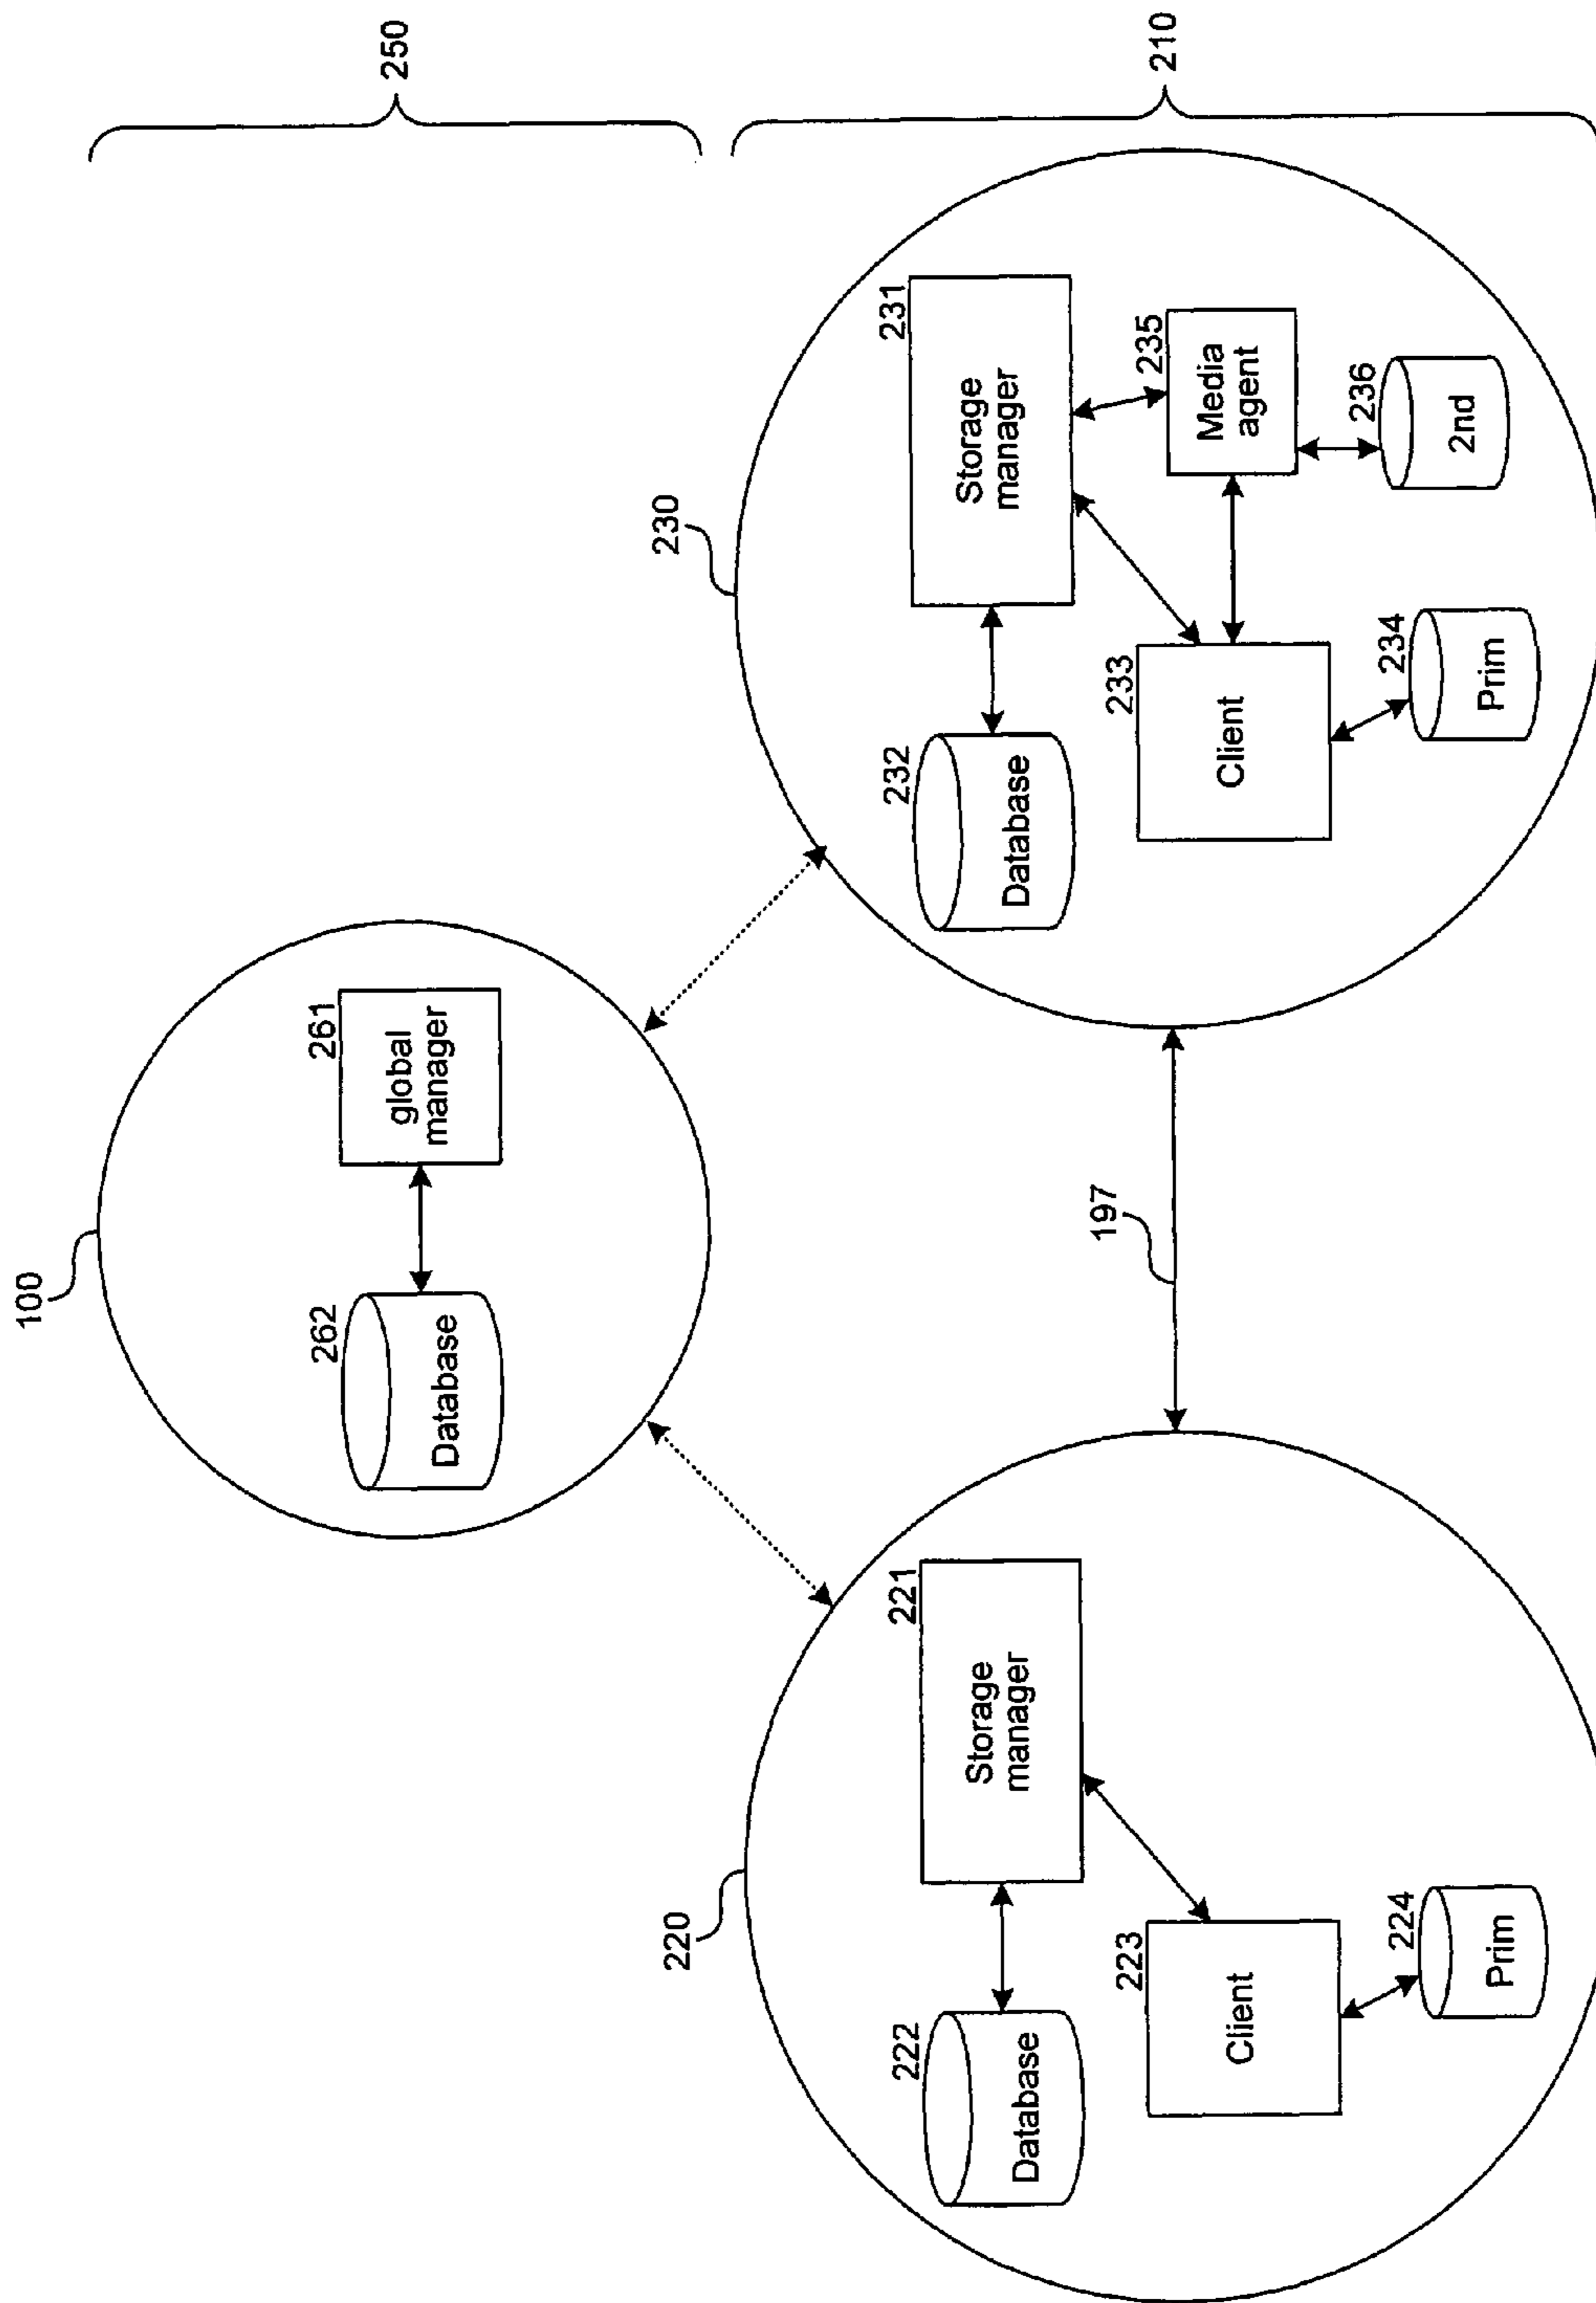 100
250
262
Database
261
global
manager
220
230
210
222
Database
221
Storage
manager
223
Client
224
Prim
197
232
Database
231
Storage
manager
233
Client
235
Media
agent
234
Prim
236
2nd